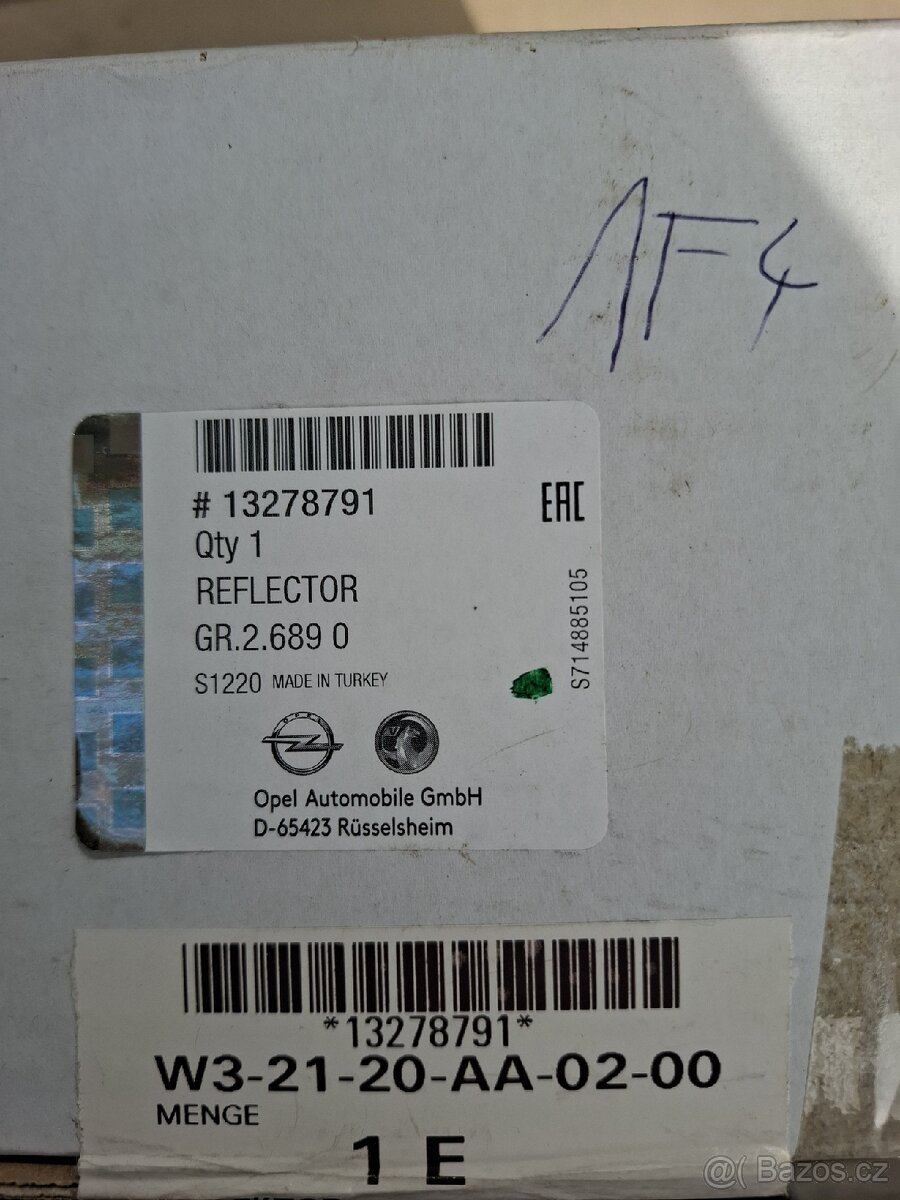 AF4
# 13278791
EAC
Qty 1
REFLECTOR
GR.2.689 0
S1220 MADE IN TURKEY
S714885105
OPEL
Opel Automobile GmbH
D-65423 Rüsselsheim
*13278791*
W3-21-20-AA-02-00
MENGE
1 E
@( Bazos.cz